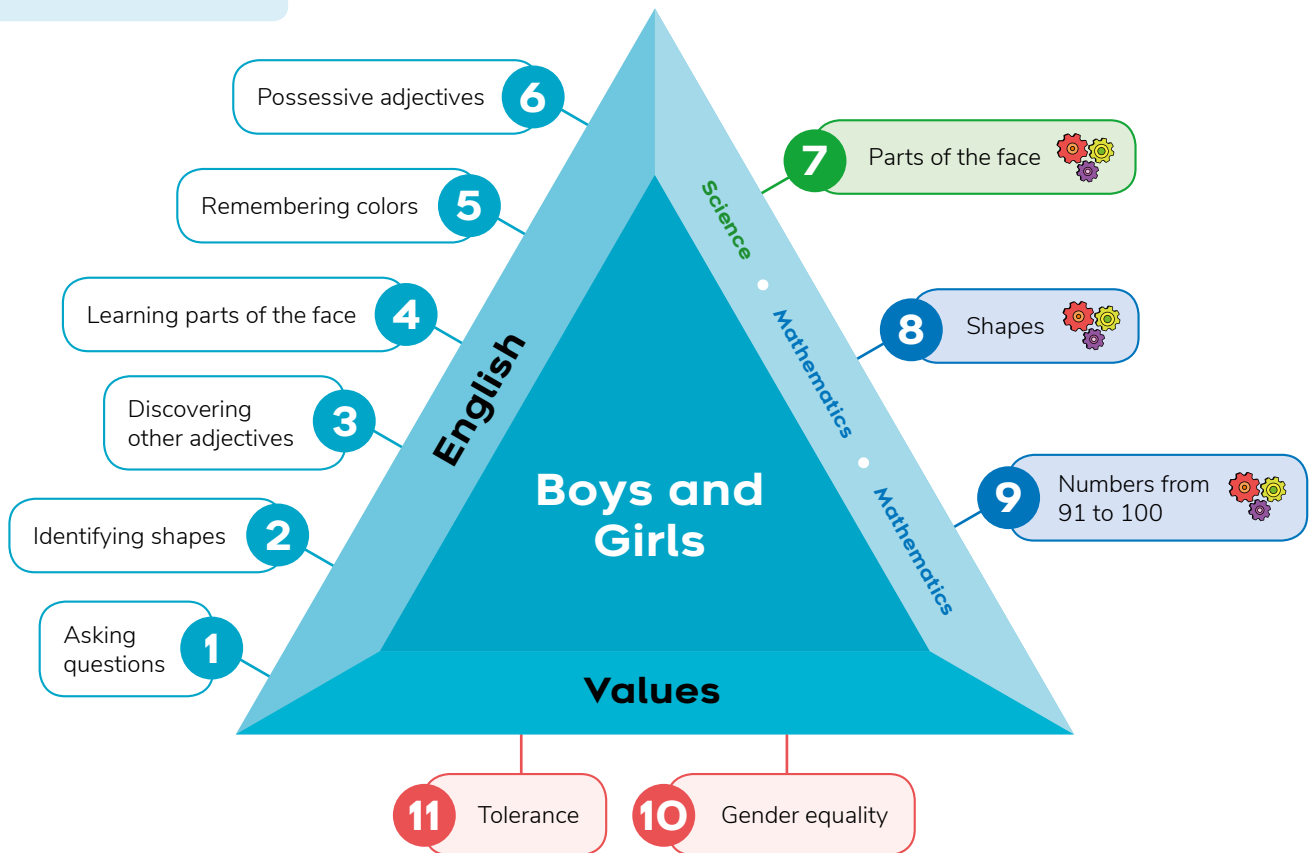 6
Possessive adjectives
5
Remembering colors
4
Learning parts of the face
3
Discovering
other adjectives
2
Identifying shapes
1
Asking
questions
English
Boys and
Girls
Values
Science • Mathematics • Mathematics
7
Parts of the face
8
Shapes
9
Numbers from
91 to 100
11
Tolerance
10
Gender equality